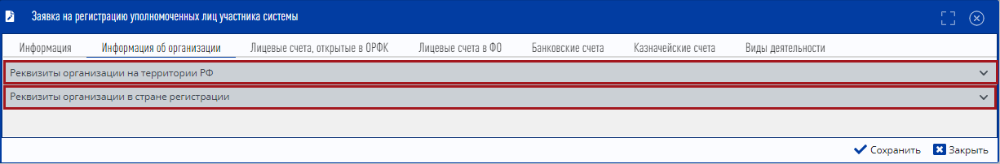 Заявка на регистрацию уполномоченных лиц участника системы
Информация Информация об организации Лицевые счета, открытые в ОРФК Лицевые счета в ФО Банковские счета Казначейские счета Виды деятельности
Реквизиты организации на территории РФ
Реквизиты организации в стране регистрации
Сохранить Закрыть